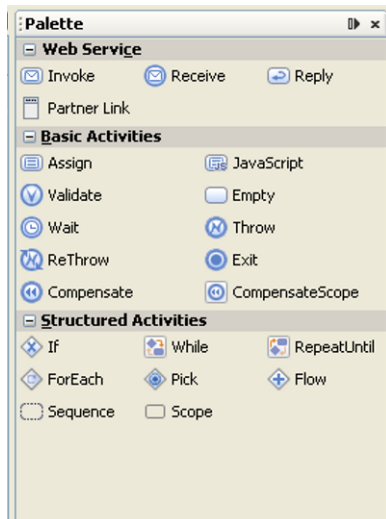 Palette
Web Service
Invoke Receive Reply
Partner Link
Basic Activities
Assign JavaScript
Validate Empty
Wait Throw
ReThrow Exit
Compensate CompensateScope
Structured Activities
If While RepeatUntil
ForEach Pick Flow
Sequence Scope